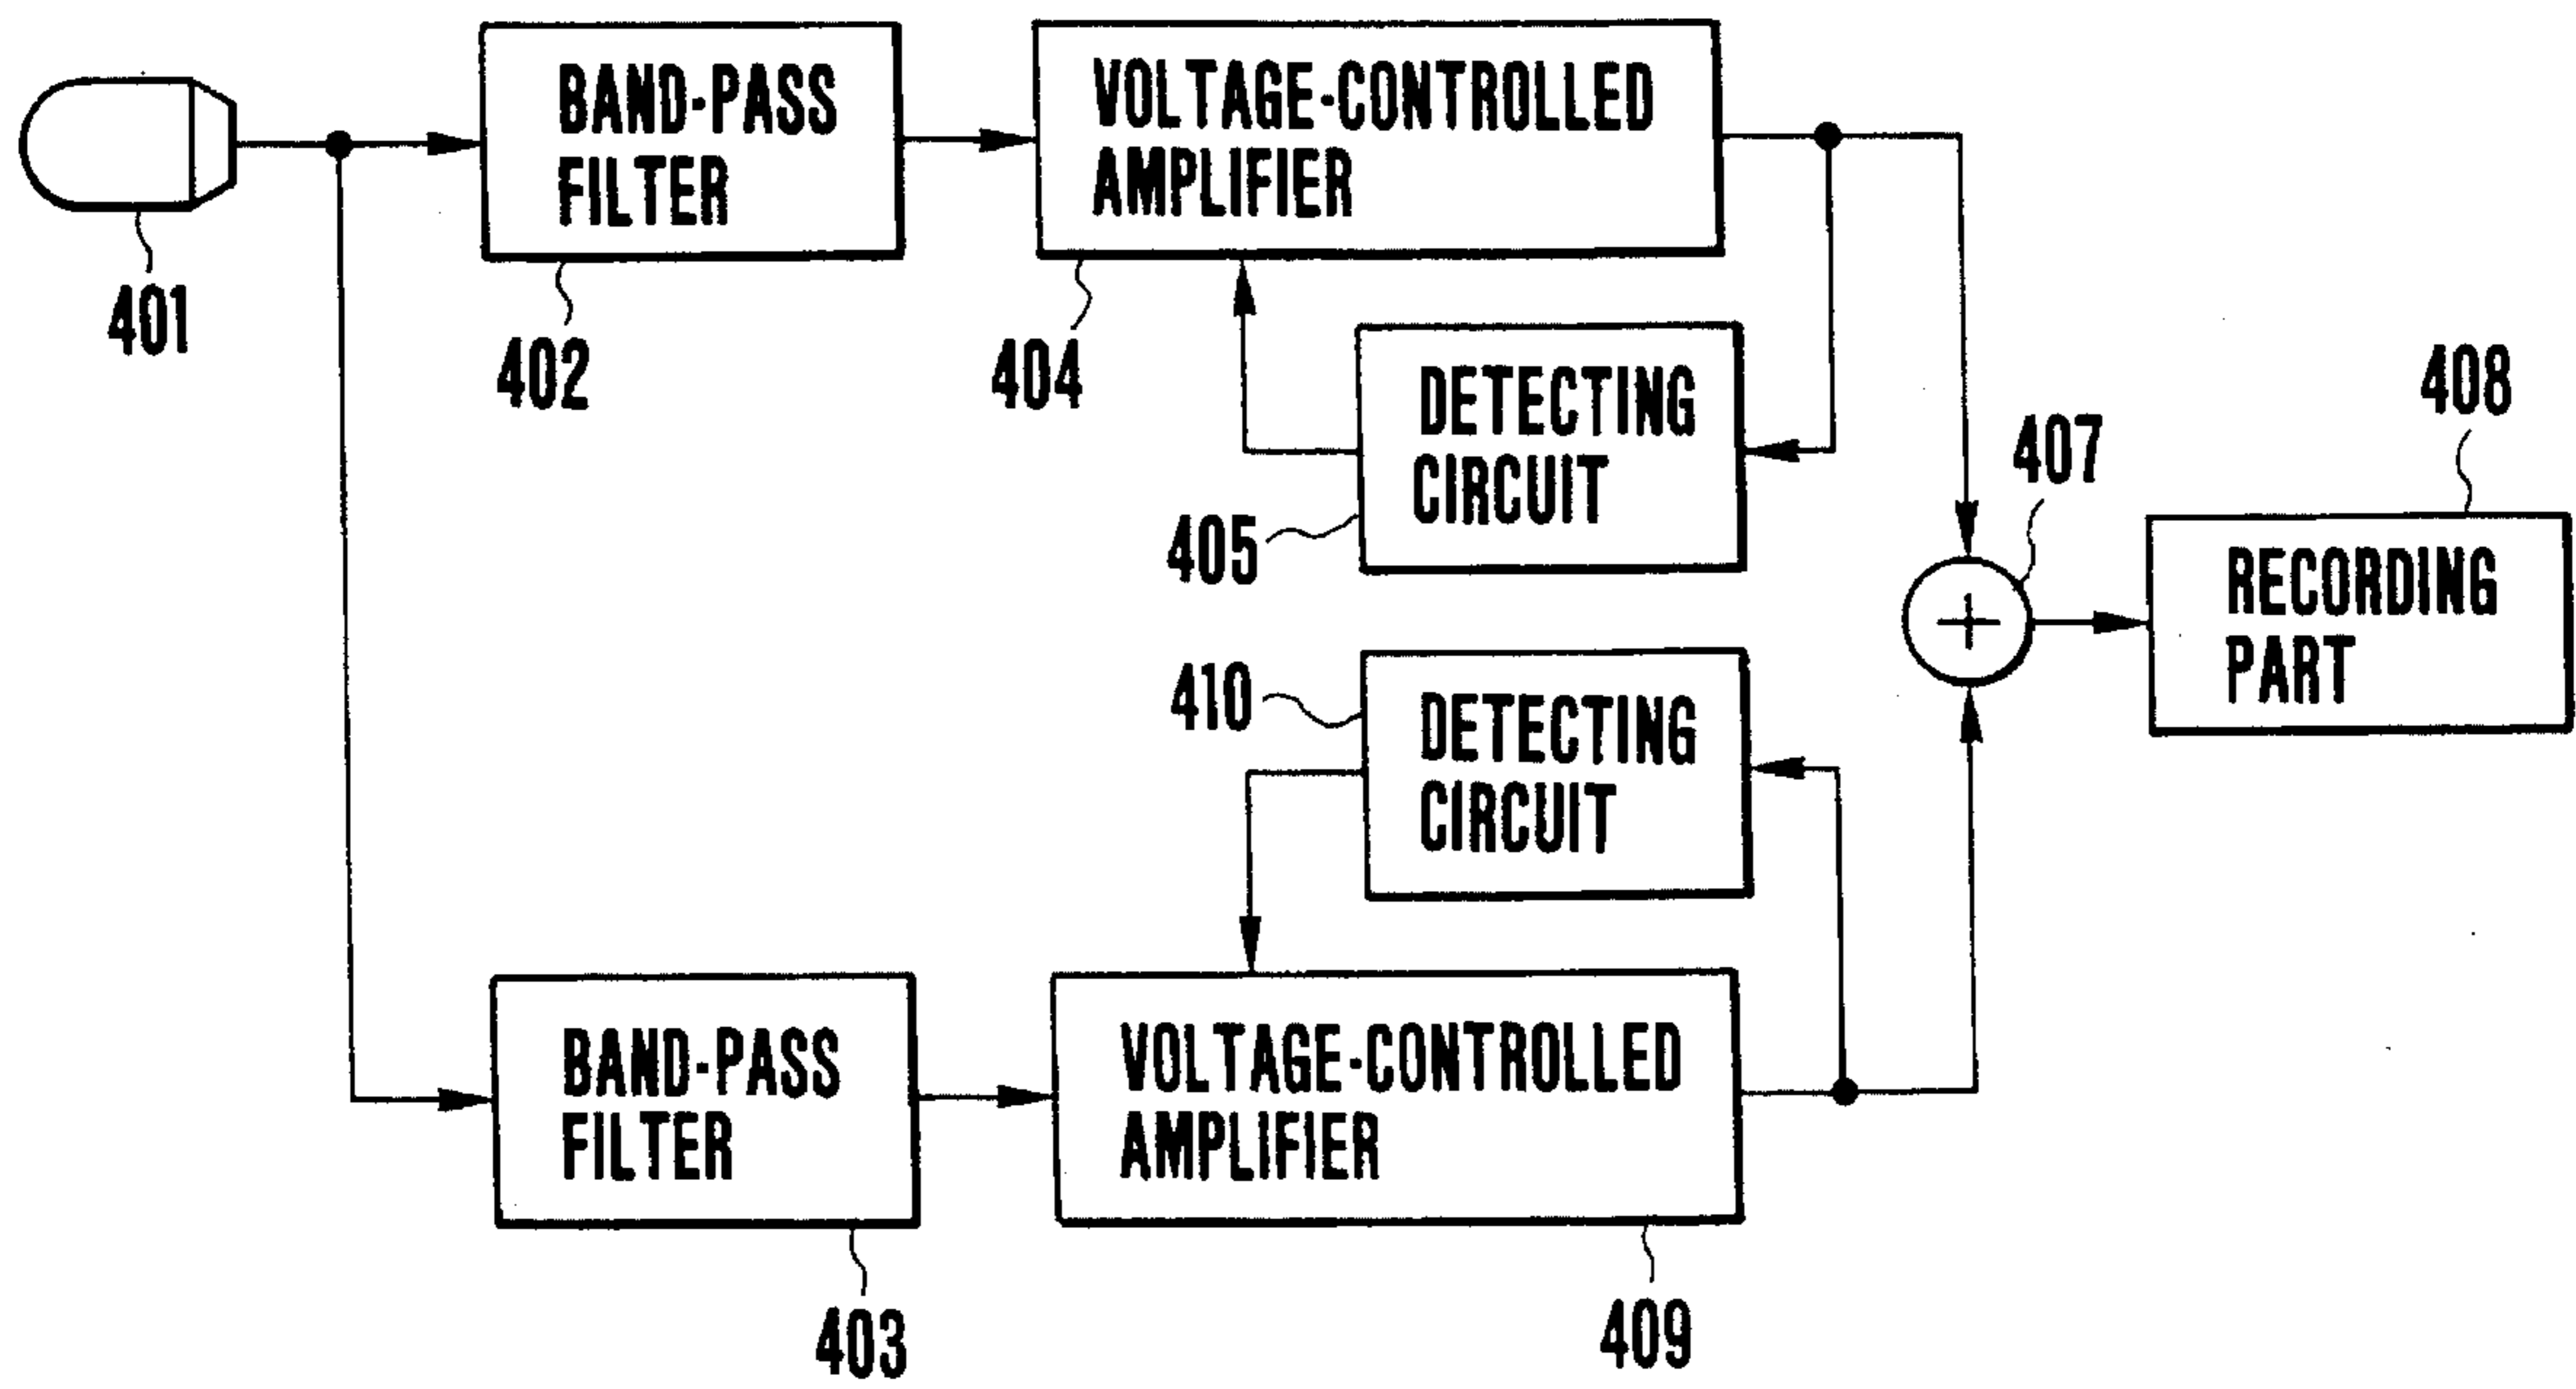 BAND-PASS
FILTER
VOLTAGE-CONTROLLED
AMPLIFIER
401
402
404
DETECTING
CIRCUIT
405
408
407
RECORDING
PART
410
DETECTING
CIRCUIT
BAND-PASS
FILTER
VOLTAGE-CONTROLLED
AMPLIFIER
403
409